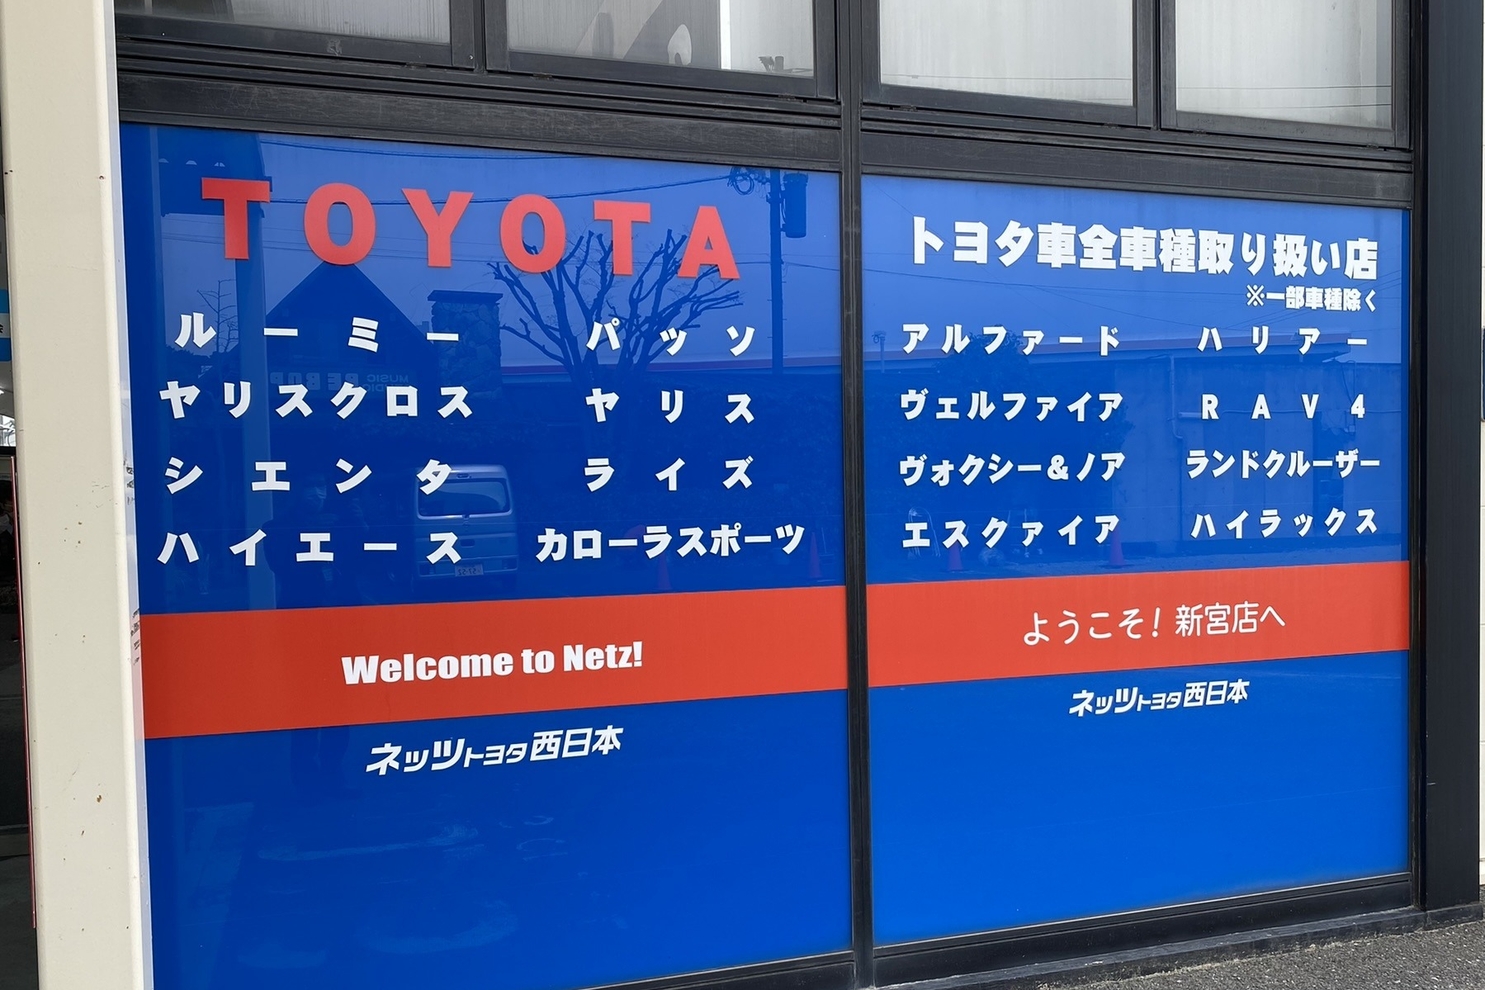 TOYOTA
ルーミー パッソ
ヤリスクロス ヤリス
シエンタ ライズ
ハイエース カローラスポーツ
Welcome to Netz!
ネッツトヨタ西日本
トヨタ車全車種取り扱い店
※一部車種除く
アルファード ハリアー
ヴェルファイア RAV4
ヴォクシー&ノア ランドクルーザー
エスクァイア ハイラックス
ようこそ!新宮店へ
ネッツトヨタ西日本